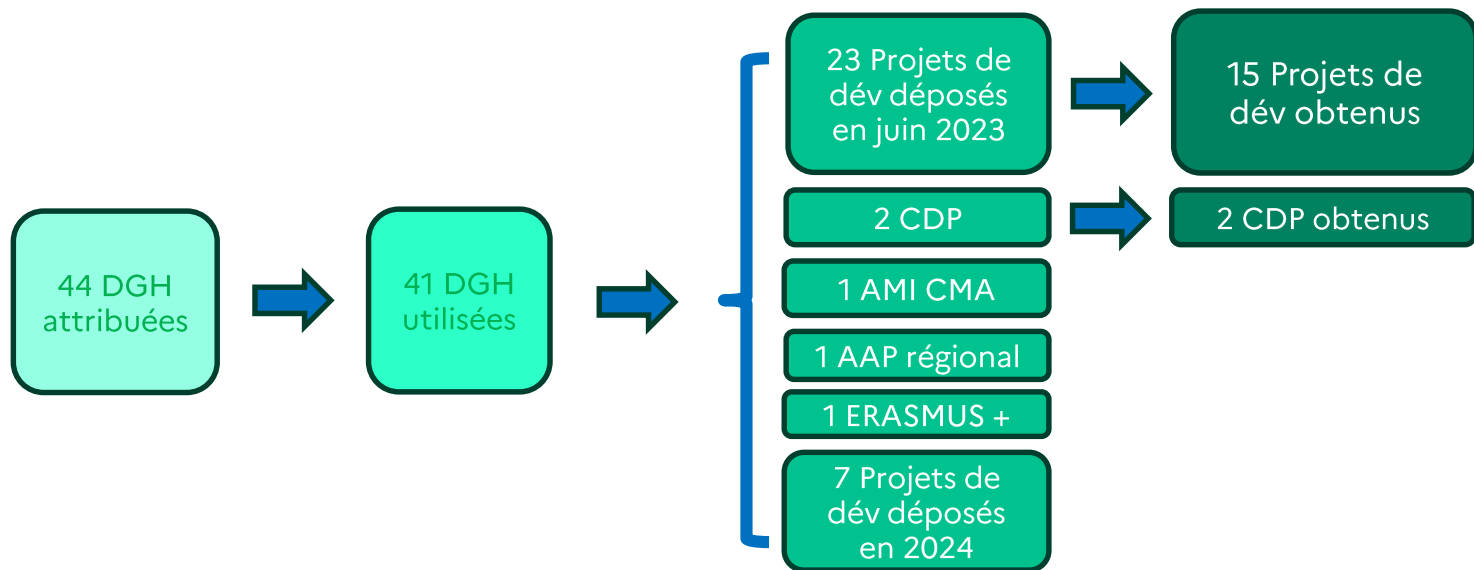 44 DGH
attribuées
41 DGH
utilisées
23 Projets de
dév déposés
en juin 2023
15 Projets de
dév obtenus
2 CDP
2 CDP obtenus
1 AMI CMA
1 AAP régional
1 ERASMUS +
7 Projets de
dév déposés
en 2024